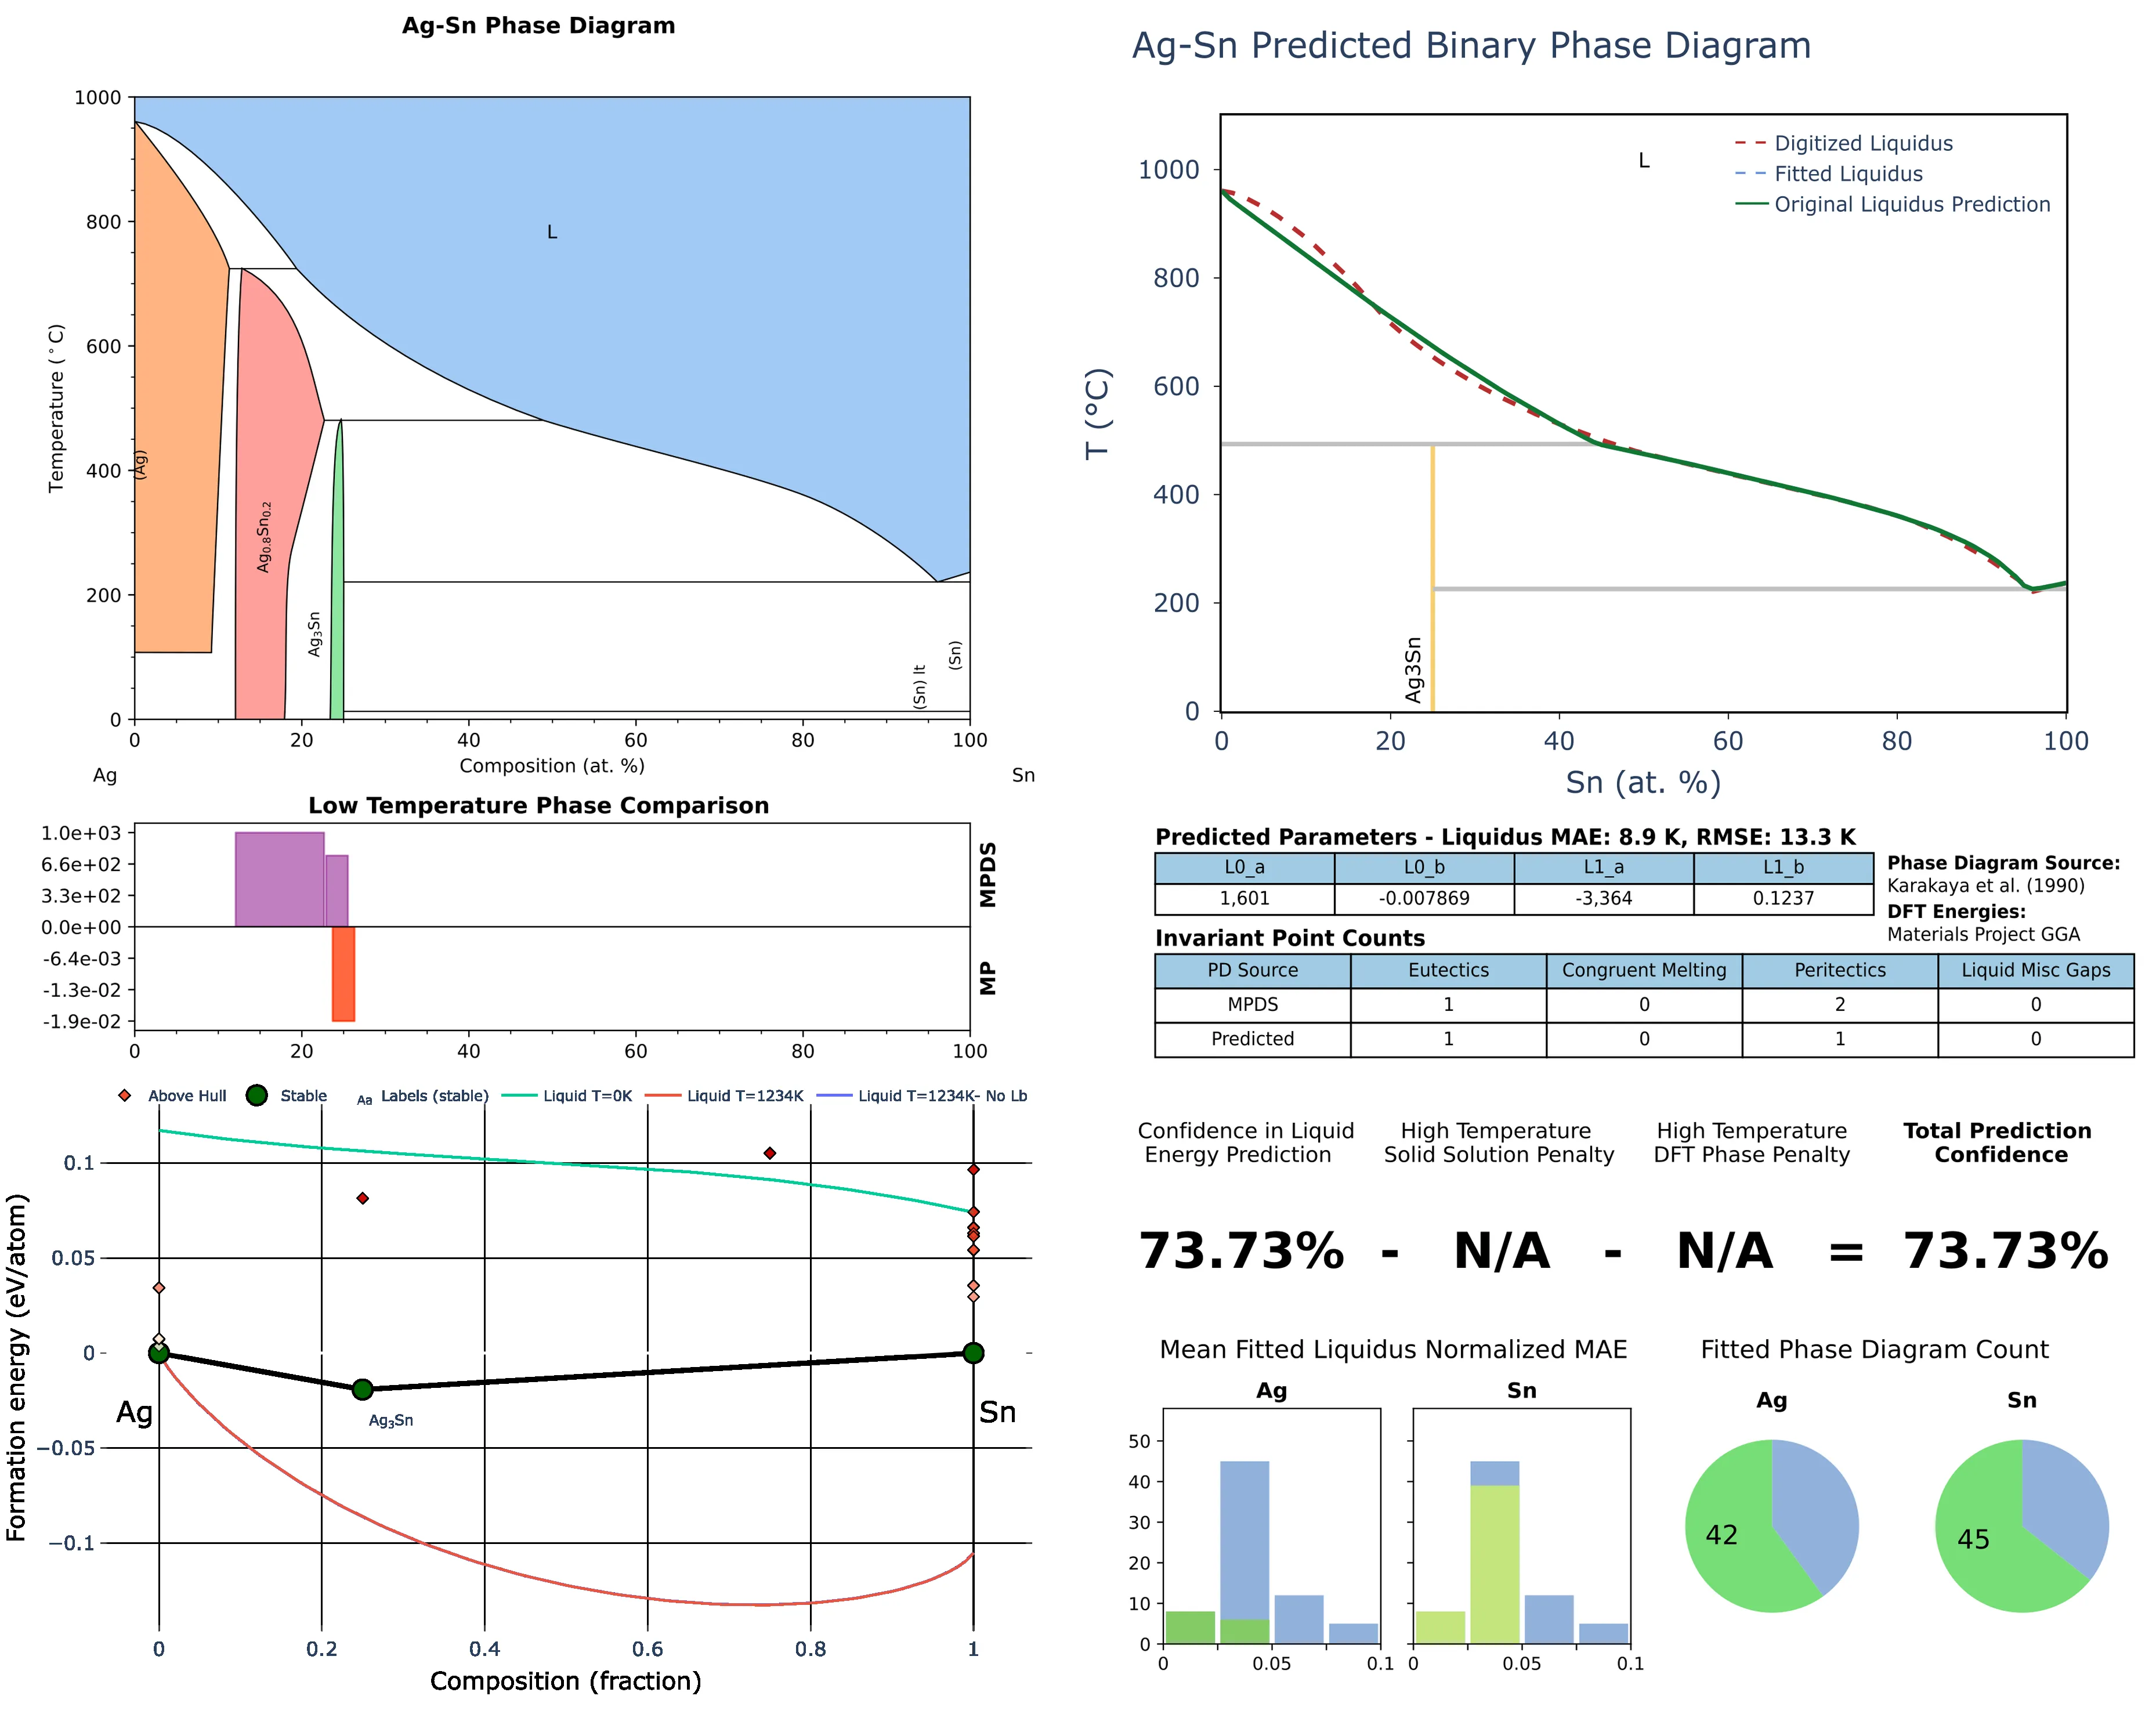 Ag-Sn Phase Diagram
1000
800
600
400
200
0
Temperature (°C)
L
(Ag)
Ag0.8Sn0.2
Ag3Sn
(Sn) lt
(Sn)
0 20 40 60 80 100
Composition (at. %)
Ag Sn
Low Temperature Phase Comparison
1.0e+03
6.6e+02
3.3e+02
0.0e+00
-6.4e-03
-1.3e-02
-1.9e-02
MPDS
MP
0 20 40 60 80 100
Above Hull Stable Aa Labels (stable) Liquid T=0K Liquid T=1234K Liquid T=1234K- No Lb
0.1
0.05
0
−0.05
−0.1
Formation energy (eV/atom)
Ag Sn
Ag3Sn
0 0.2 0.4 0.6 0.8 1
Composition (fraction)
Ag-Sn Predicted Binary Phase Diagram
L
Digitized Liquidus
Fitted Liquidus
Original Liquidus Prediction
1000
800
600
400
200
0
T (°C)
Ag3Sn
0 20 40 60 80 100
Sn (at. %)
Predicted Parameters - Liquidus MAE: 8.9 K, RMSE: 13.3 K
L0_a L0_b L1_a L1_b
1,601 -0.007869 -3,364 0.1237
Phase Diagram Source:
Karakaya et al. (1990)
DFT Energies:
Materials Project GGA
Invariant Point Counts
PD Source Eutectics Congruent Melting Peritectics Liquid Misc Gaps
MPDS 1 0 2 0
Predicted 1 0 1 0
Confidence in Liquid
Energy Prediction
High Temperature
Solid Solution Penalty
High Temperature
DFT Phase Penalty
Total Prediction
Confidence
73.73% - N/A - N/A = 73.73%
Mean Fitted Liquidus Normalized MAE
Ag Sn
50
40
30
20
10
0
0 0.05 0.1 0 0.05 0.1
Fitted Phase Diagram Count
Ag Sn
42 45